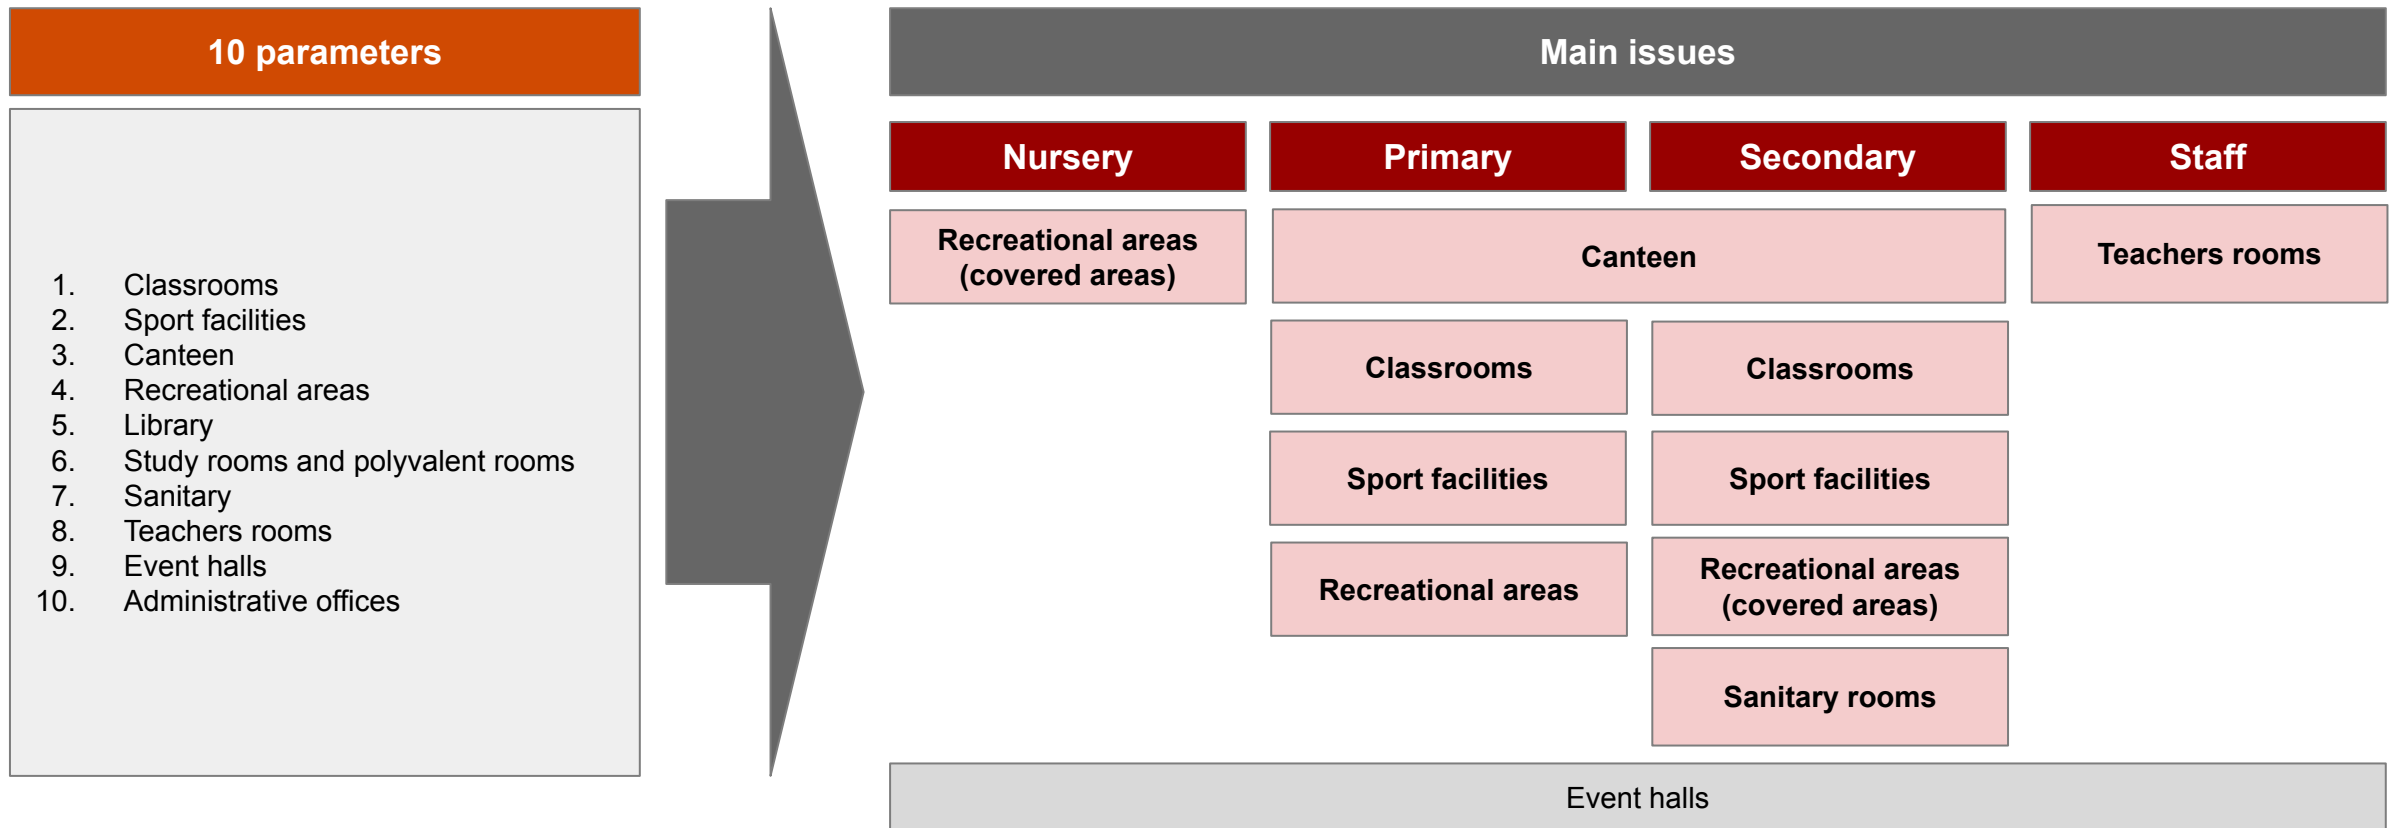 10 parameters
1. Classrooms
2. Sport facilities
3. Canteen
4. Recreational areas
5. Library
6. Study rooms and polyvalent rooms
7. Sanitary
8. Teachers rooms
9. Event halls
10. Administrative offices
Main issues
Nursery
Primary
Secondary
Staff
Recreational areas
(covered areas)
Canteen
Teachers rooms
Classrooms
Classrooms
Sport facilities
Sport facilities
Recreational areas
Recreational areas
(covered areas)
Sanitary rooms
Event halls